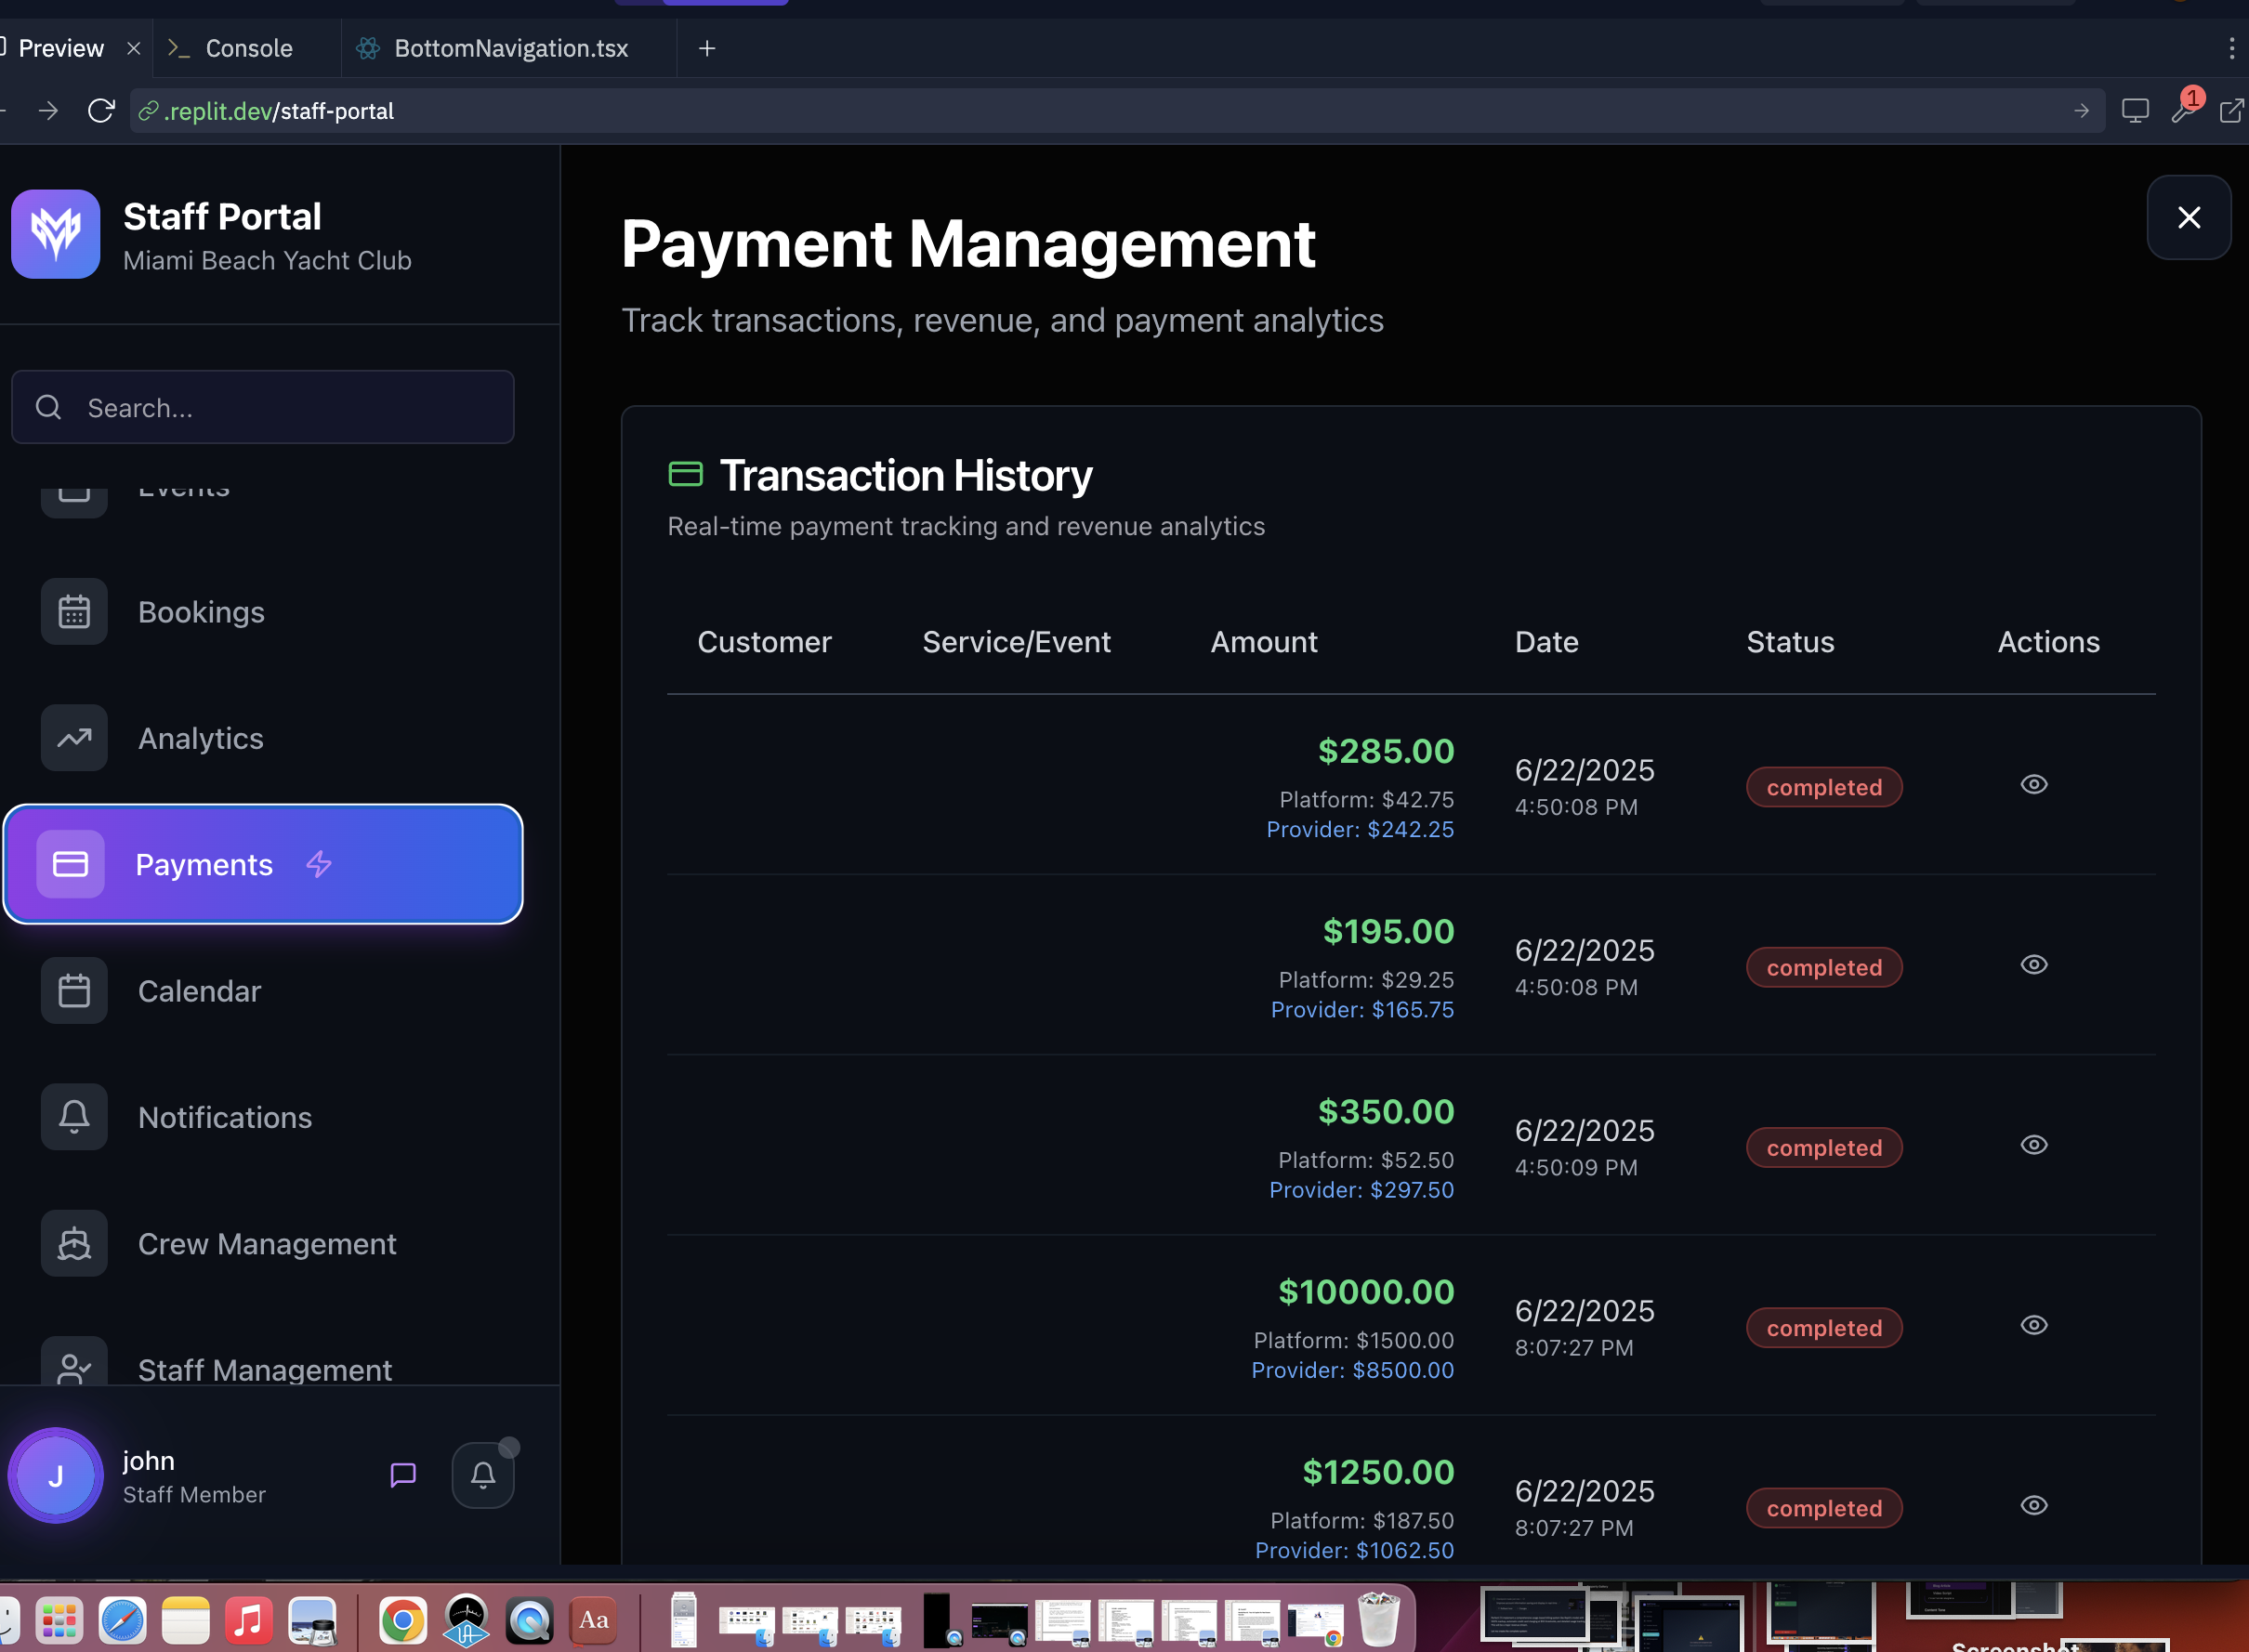 Preview
Console
BottomNavigation.tsx
.replit.dev/staff-portal
1
Staff Portal
Miami Beach Yacht Club
Search...
Events
Bookings
Analytics
Payments
Calendar
Notifications
Crew Management
Staff Management
J
john
Staff Member
Payment Management
Track transactions, revenue, and payment analytics
Transaction History
Real-time payment tracking and revenue analytics
Customer Service/Event Amount Date Status Actions
$285.00
Platform: $42.75
Provider: $242.25
6/22/2025
4:50:08 PM
completed
$195.00
Platform: $29.25
Provider: $165.75
6/22/2025
4:50:08 PM
completed
$350.00
Platform: $52.50
Provider: $297.50
6/22/2025
4:50:09 PM
completed
$10000.00
Platform: $1500.00
Provider: $8500.00
6/22/2025
8:07:27 PM
completed
$1250.00
Platform: $187.50
Provider: $1062.50
6/22/2025
8:07:27 PM
completed
Aa
Screenshot